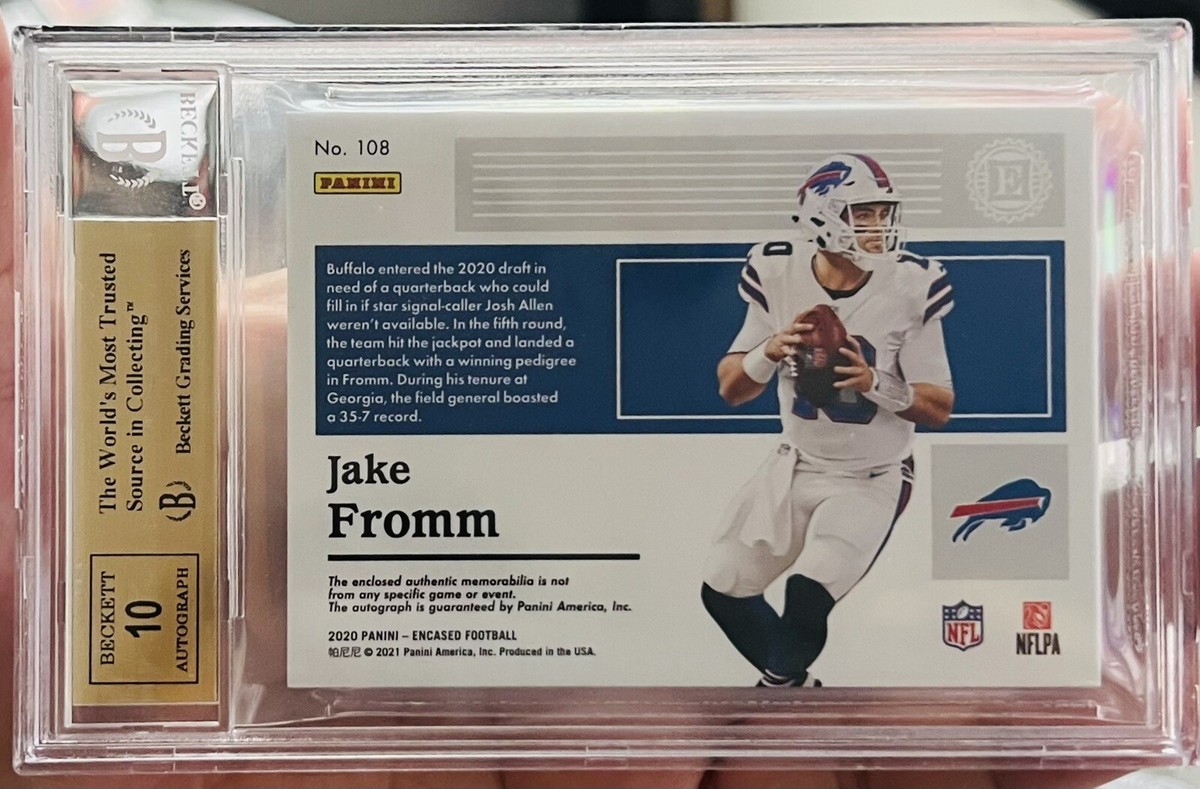 BECKETT®
B
The World's Most Trusted
Source in Collecting™
B Beckett Grading Services
BECKETT
10
AUTOGRAPH
No. 108
PANINI
E
Buffalo entered the 2020 draft in
need of a quarterback who could
fill in if star signal-caller Josh Allen
weren't available. In the fifth round,
the team hit the jackpot and landed a
quarterback with a winning pedigree
in Fromm. During his tenure at
Georgia, the field general boasted
a 35-7 record.
Jake
Fromm
The enclosed authentic memorabilia is not
from any specific game or event.
The autograph is guaranteed by Panini America, Inc.
2020 PANINI – ENCASED FOOTBALL
帕尼尼 © 2021 Panini America, Inc. Produced in the USA.
NFL
NFLPA